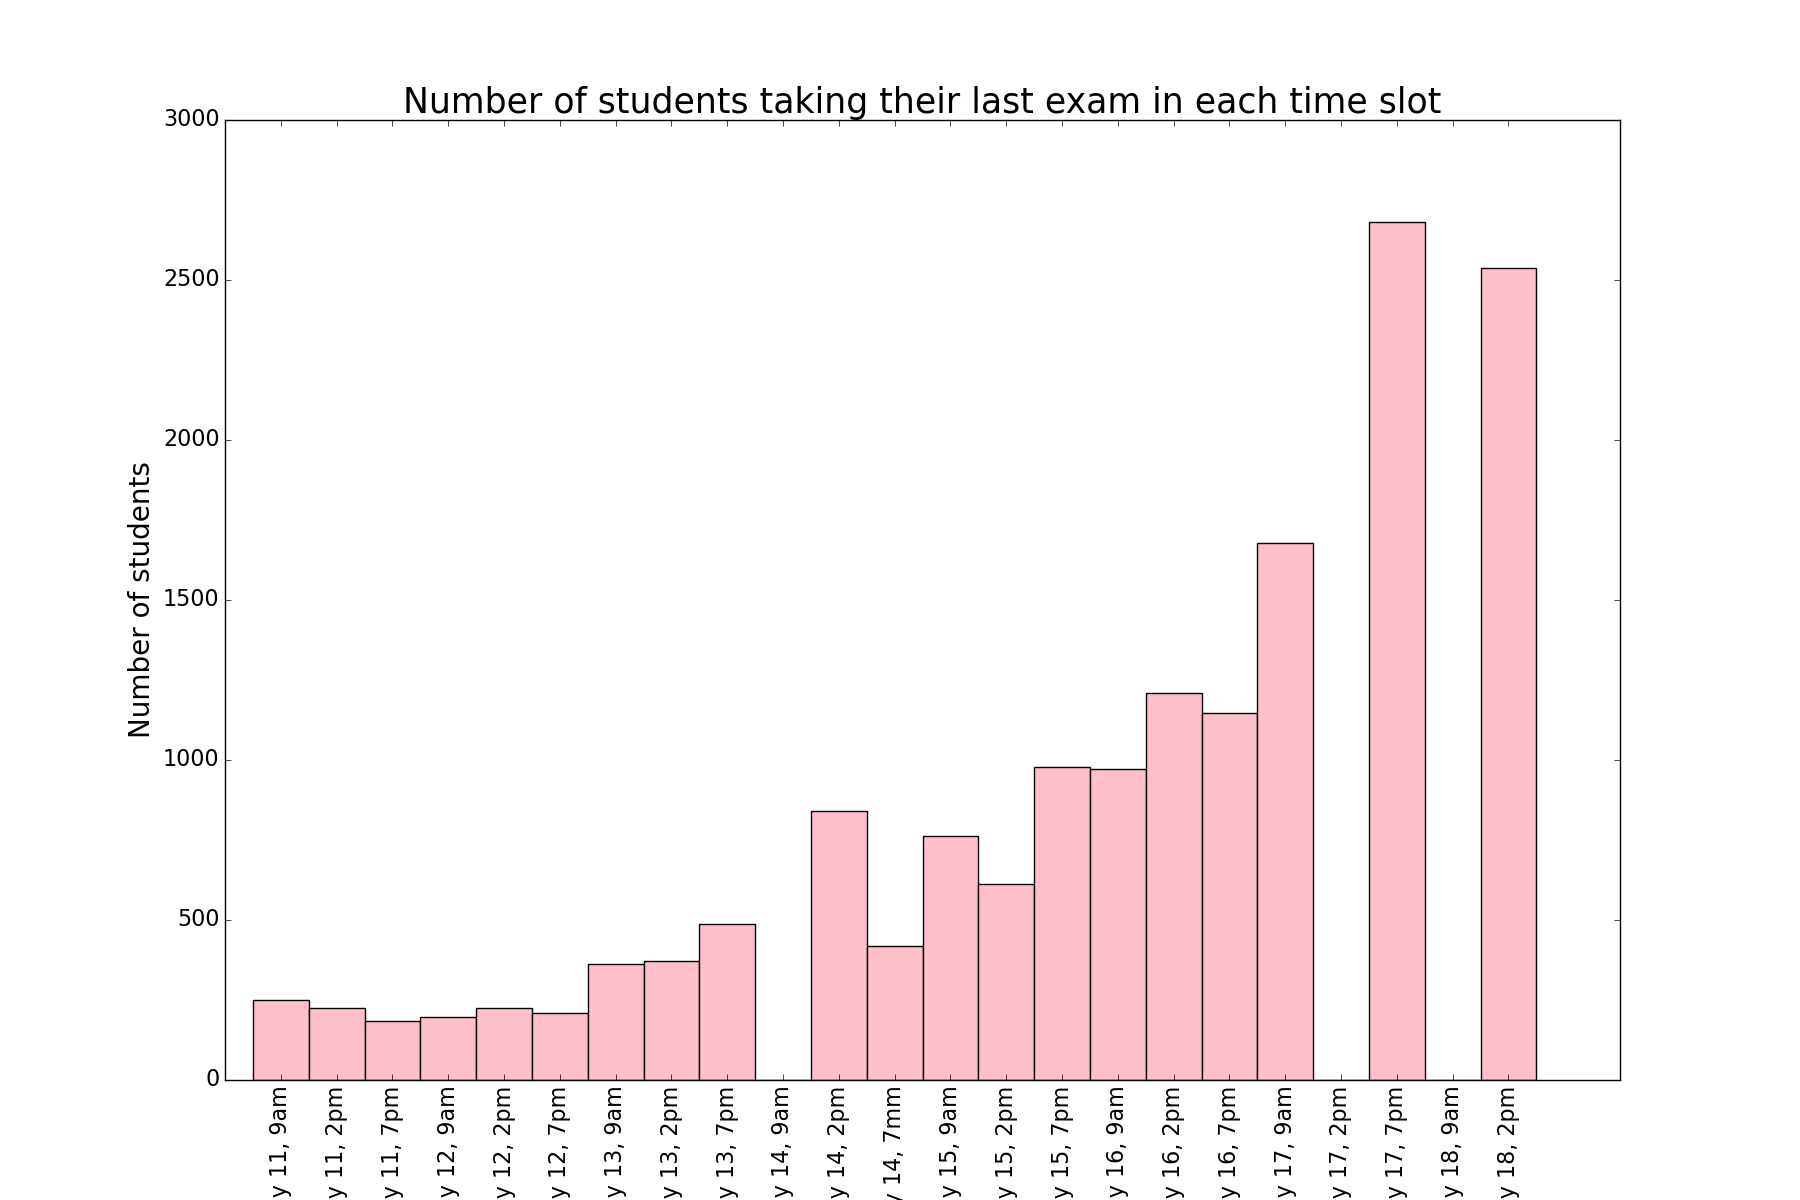 Number of students taking their last exam in each time slot
Number of students
3000
2500
2000
1500
1000
500
0
y 11, 9am
y 11, 2pm
y 11, 7pm
y 12, 9am
y 12, 2pm
y 12, 7pm
y 13, 9am
y 13, 2pm
y 13, 7pm
y 14, 9am
y 14, 2pm
y 14, 7mm
y 15, 9am
y 15, 2pm
y 15, 7pm
y 16, 9am
y 16, 2pm
y 16, 7pm
y 17, 9am
y 17, 2pm
y 17, 7pm
y 18, 9am
y 18, 2pm